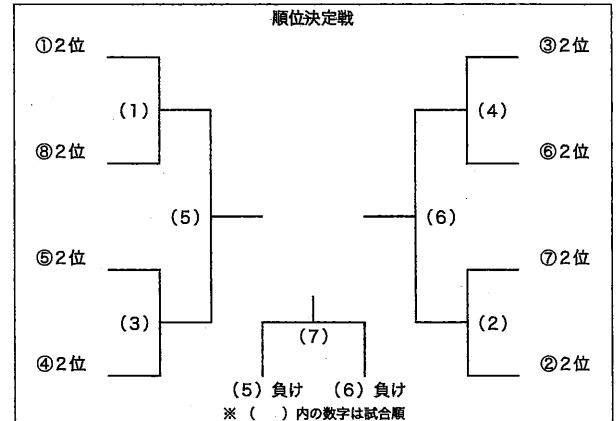 順位決定戦
①2位 ③2位
(1) (4)
⑧2位 ⑥2位
(5) (6)
⑤2位 ⑦2位
(3) (7) (2)
④2位 ②2位
(5)負け (6)負け
※ ( )内の数字は試合順